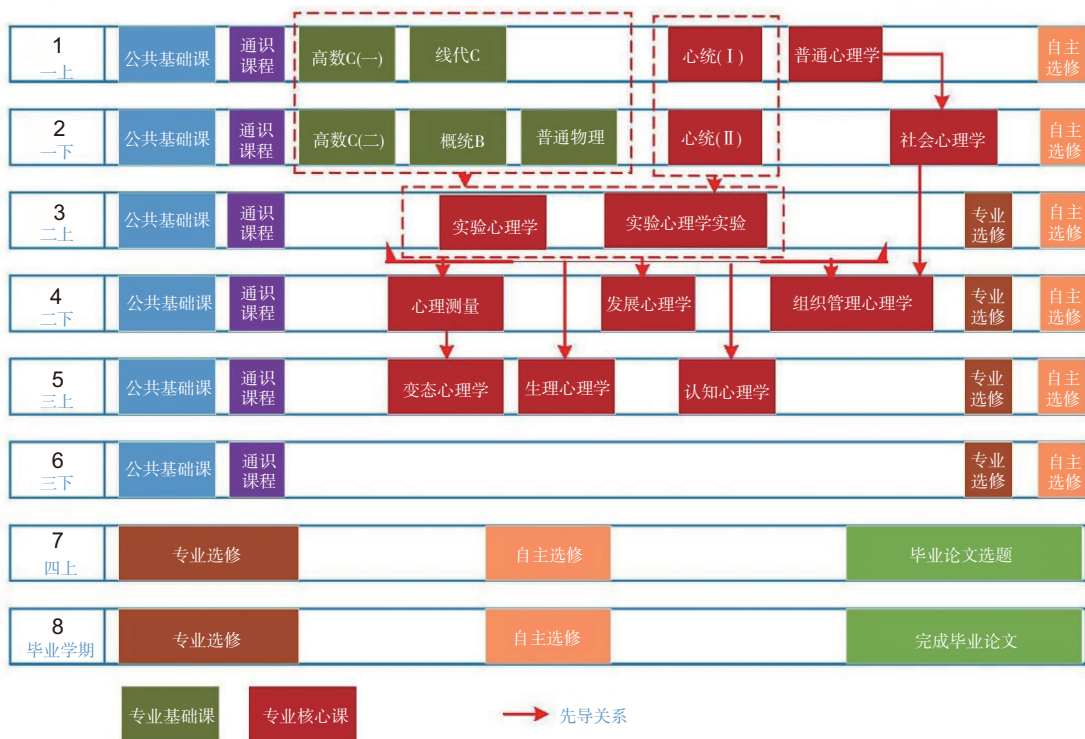 1
一上
公共基础课
通识
课程
高数C(一)
线代C
心统(Ⅰ)
普通心理学
自主
选修
2
一下
公共基础课
通识
课程
高数C(二)
概统B
普通物理
心统(Ⅱ)
社会心理学
自主
选修
3
二上
公共基础课
通识
课程
实验心理学
实验心理学实验
专业
选修
自主
选修
4
二下
公共基础课
通识
课程
心理测量
发展心理学
组织管理心理学
专业
选修
自主
选修
5
三上
公共基础课
通识
课程
变态心理学
生理心理学
认知心理学
专业
选修
自主
选修
6
三下
公共基础课
通识
课程
专业
选修
自主
选修
7
四上
专业选修
自主选修
毕业论文选题
8
毕业学期
专业选修
自主选修
完成毕业论文
专业基础课
专业核心课
先导关系